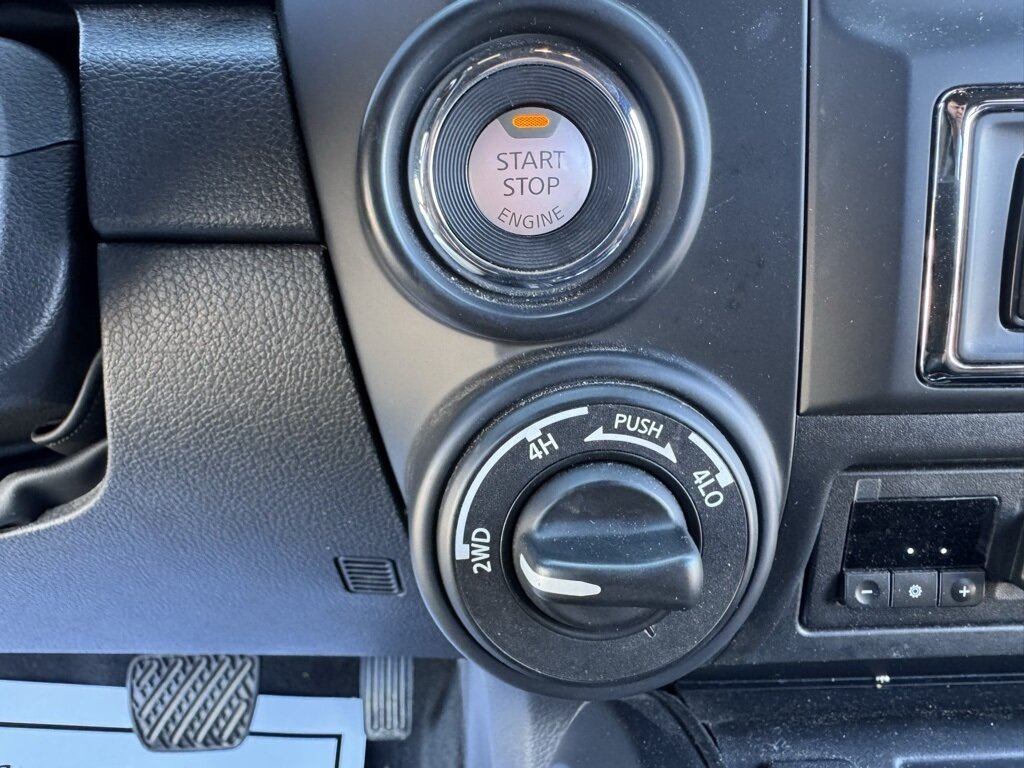 START
STOP
ENGINE
PUSH
4H
4LO
2WD
- +